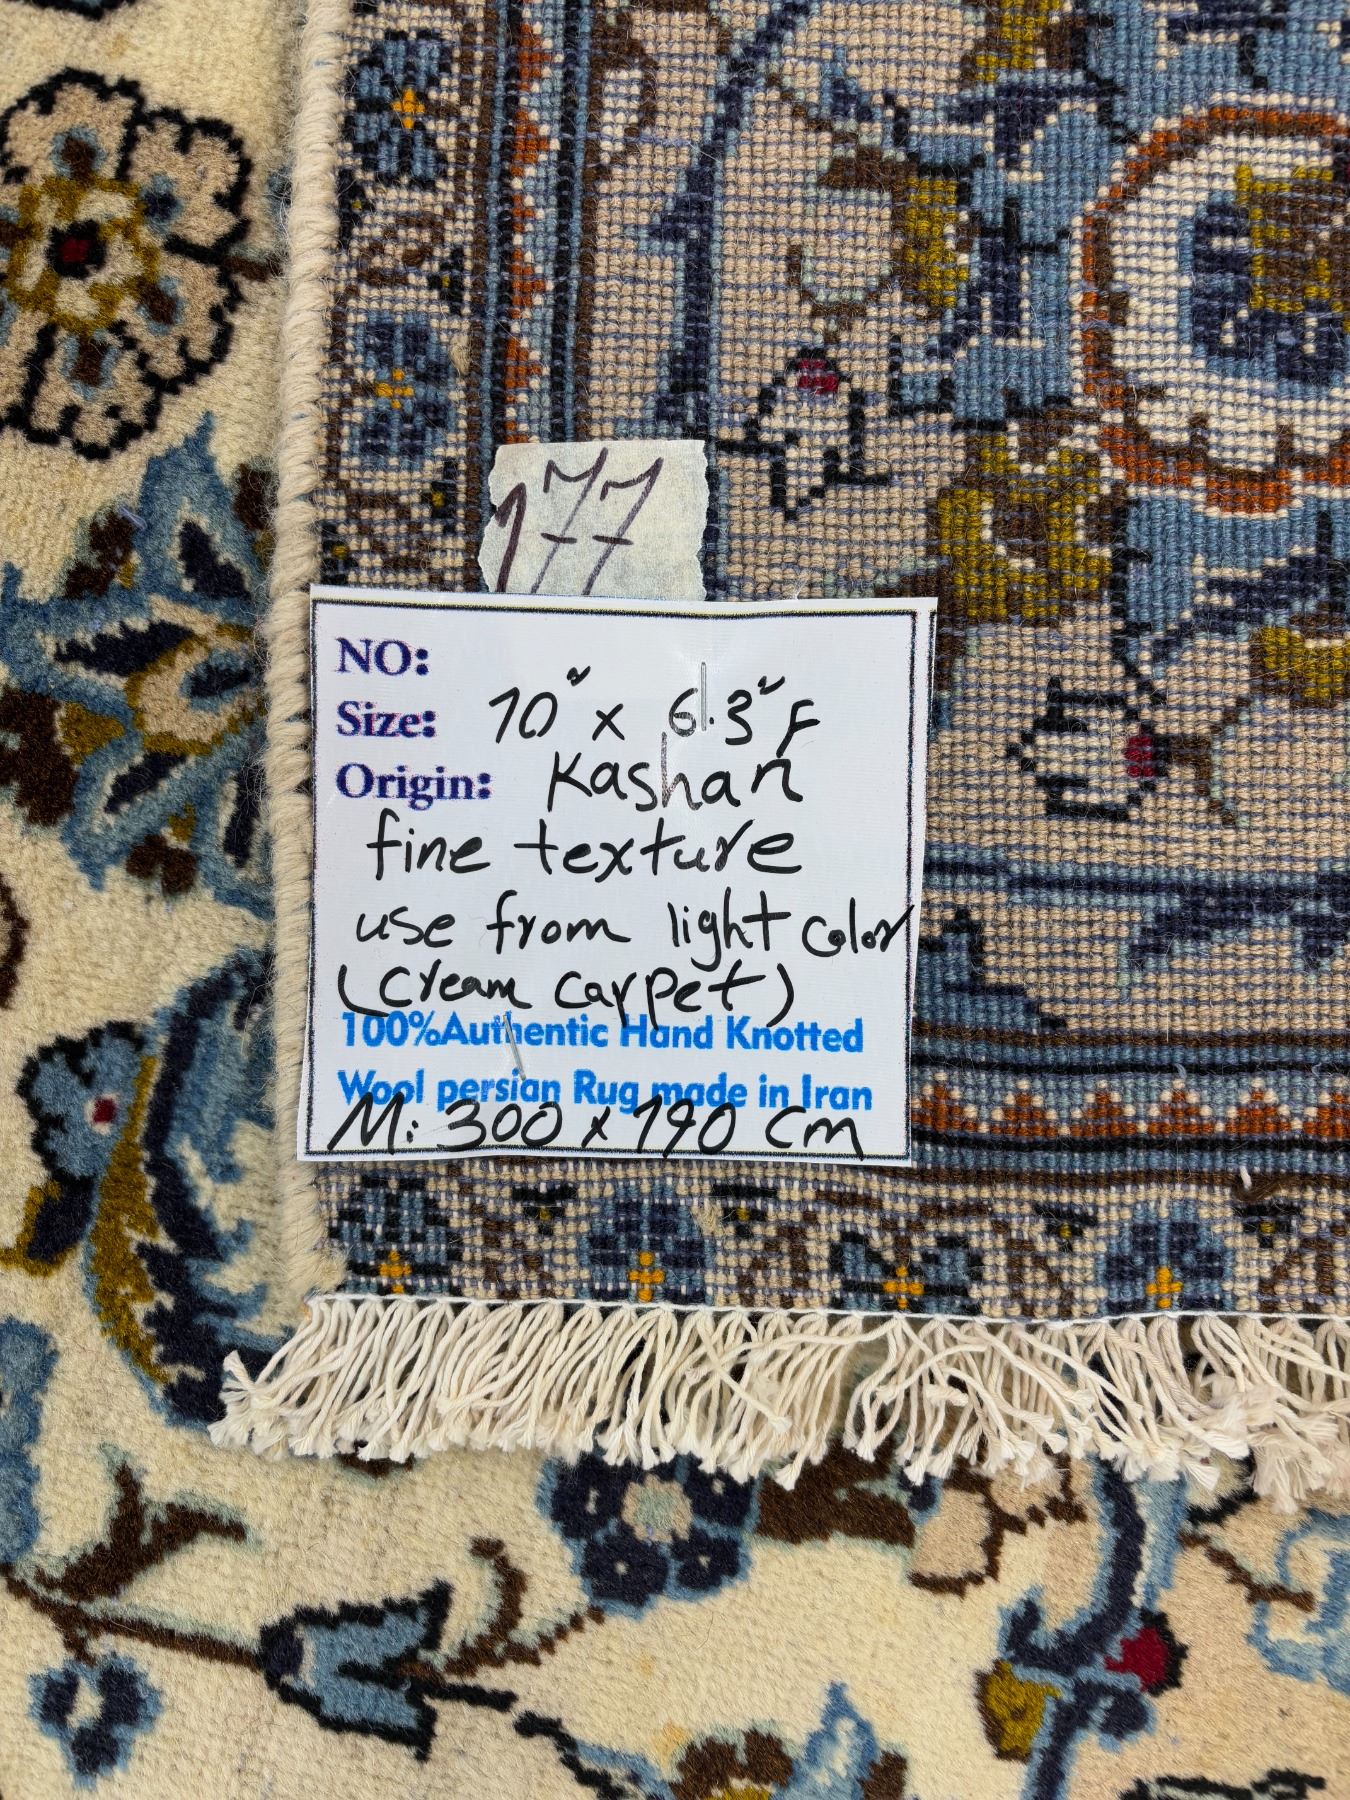 177
NO:
Size: 10" x 6.3" F
Origin: Kashan
fine texture
use from light color
(cream carpet)
100%Authentic Hand Knotted
Wool persian Rug made in Iran
M: 300 x 190 cm